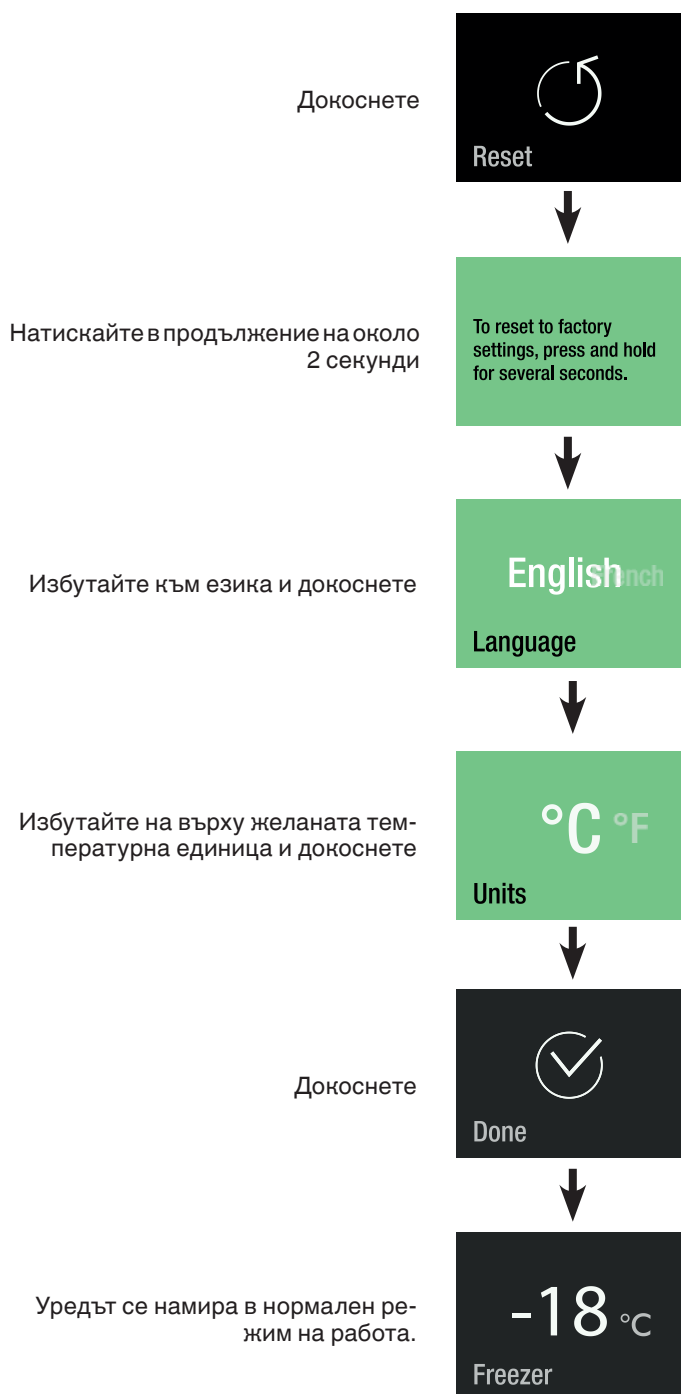 Докоснете
Reset
Натискайте в продължение на около
2 секунди
To reset to factory
settings, press and hold
for several seconds.
Избутайте към езика и докоснете
English French
Language
Избутайте на върху желаната тем-
пературна единица и докоснете
°C °F
Units
Докоснете
Done
Уредът се намира в нормален ре-
жим на работа.
-18 °C
Freezer